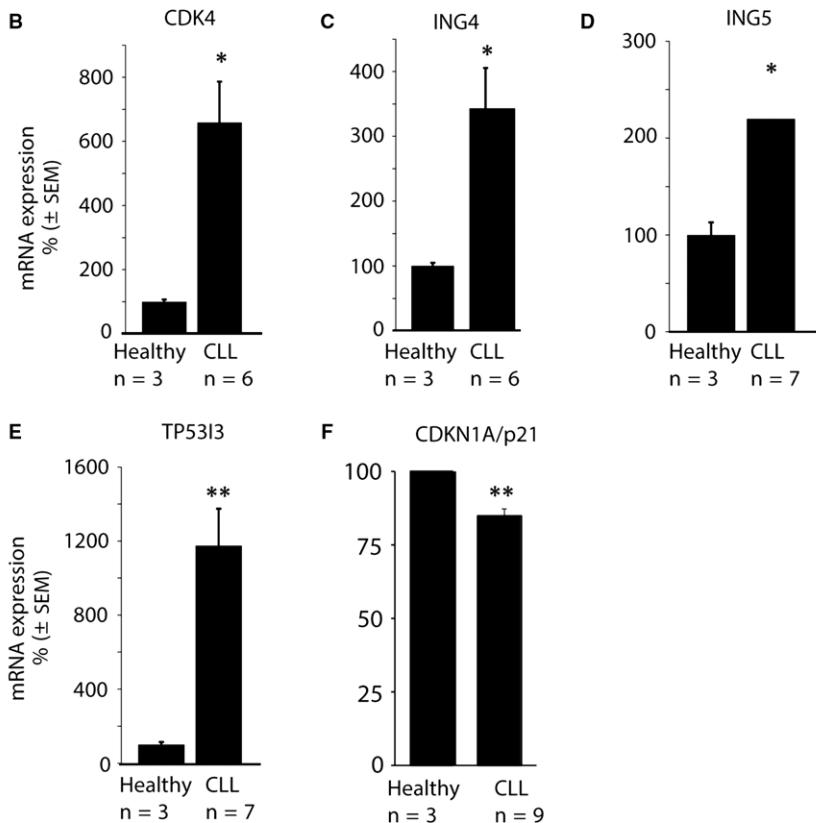 B CDK4
mRNA expression
% (± SEM)
800
600
400
200
0
*
Healthy CLL
n = 3 n = 6
C ING4
400
350
300
200
100
0
*
Healthy CLL
n = 3 n = 6
D ING5
300
200
100
0
*
Healthy CLL
n = 3 n = 7
E TP53I3
mRNA expression
% (± SEM)
1600
1200
800
400
0
**
Healthy CLL
n = 3 n = 7
F CDKN1A/p21
100
75
50
25
0
**
Healthy CLL
n = 3 n = 9